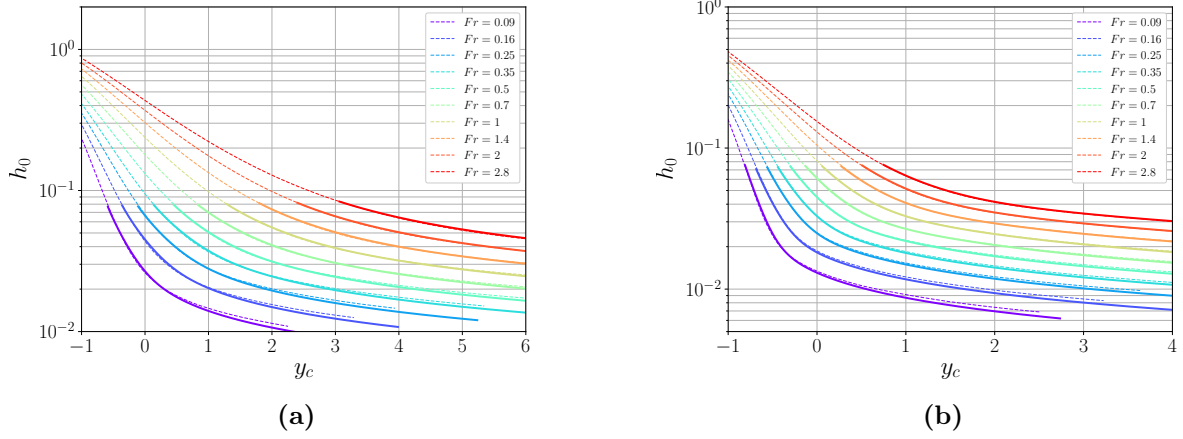 10^0
10^{-1}
10^{-2}
h_0
−1 0 1 2 3 4 5 6
y_c
Fr = 0.09
Fr = 0.16
Fr = 0.25
Fr = 0.35
Fr = 0.5
Fr = 0.7
Fr = 1
Fr = 1.4
Fr = 2
Fr = 2.8
(a)
10^0
10^{-1}
10^{-2}
h_0
−1 0 1 2 3 4
y_c
Fr = 0.09
Fr = 0.16
Fr = 0.25
Fr = 0.35
Fr = 0.5
Fr = 0.7
Fr = 1
Fr = 1.4
Fr = 2
Fr = 2.8
(b)